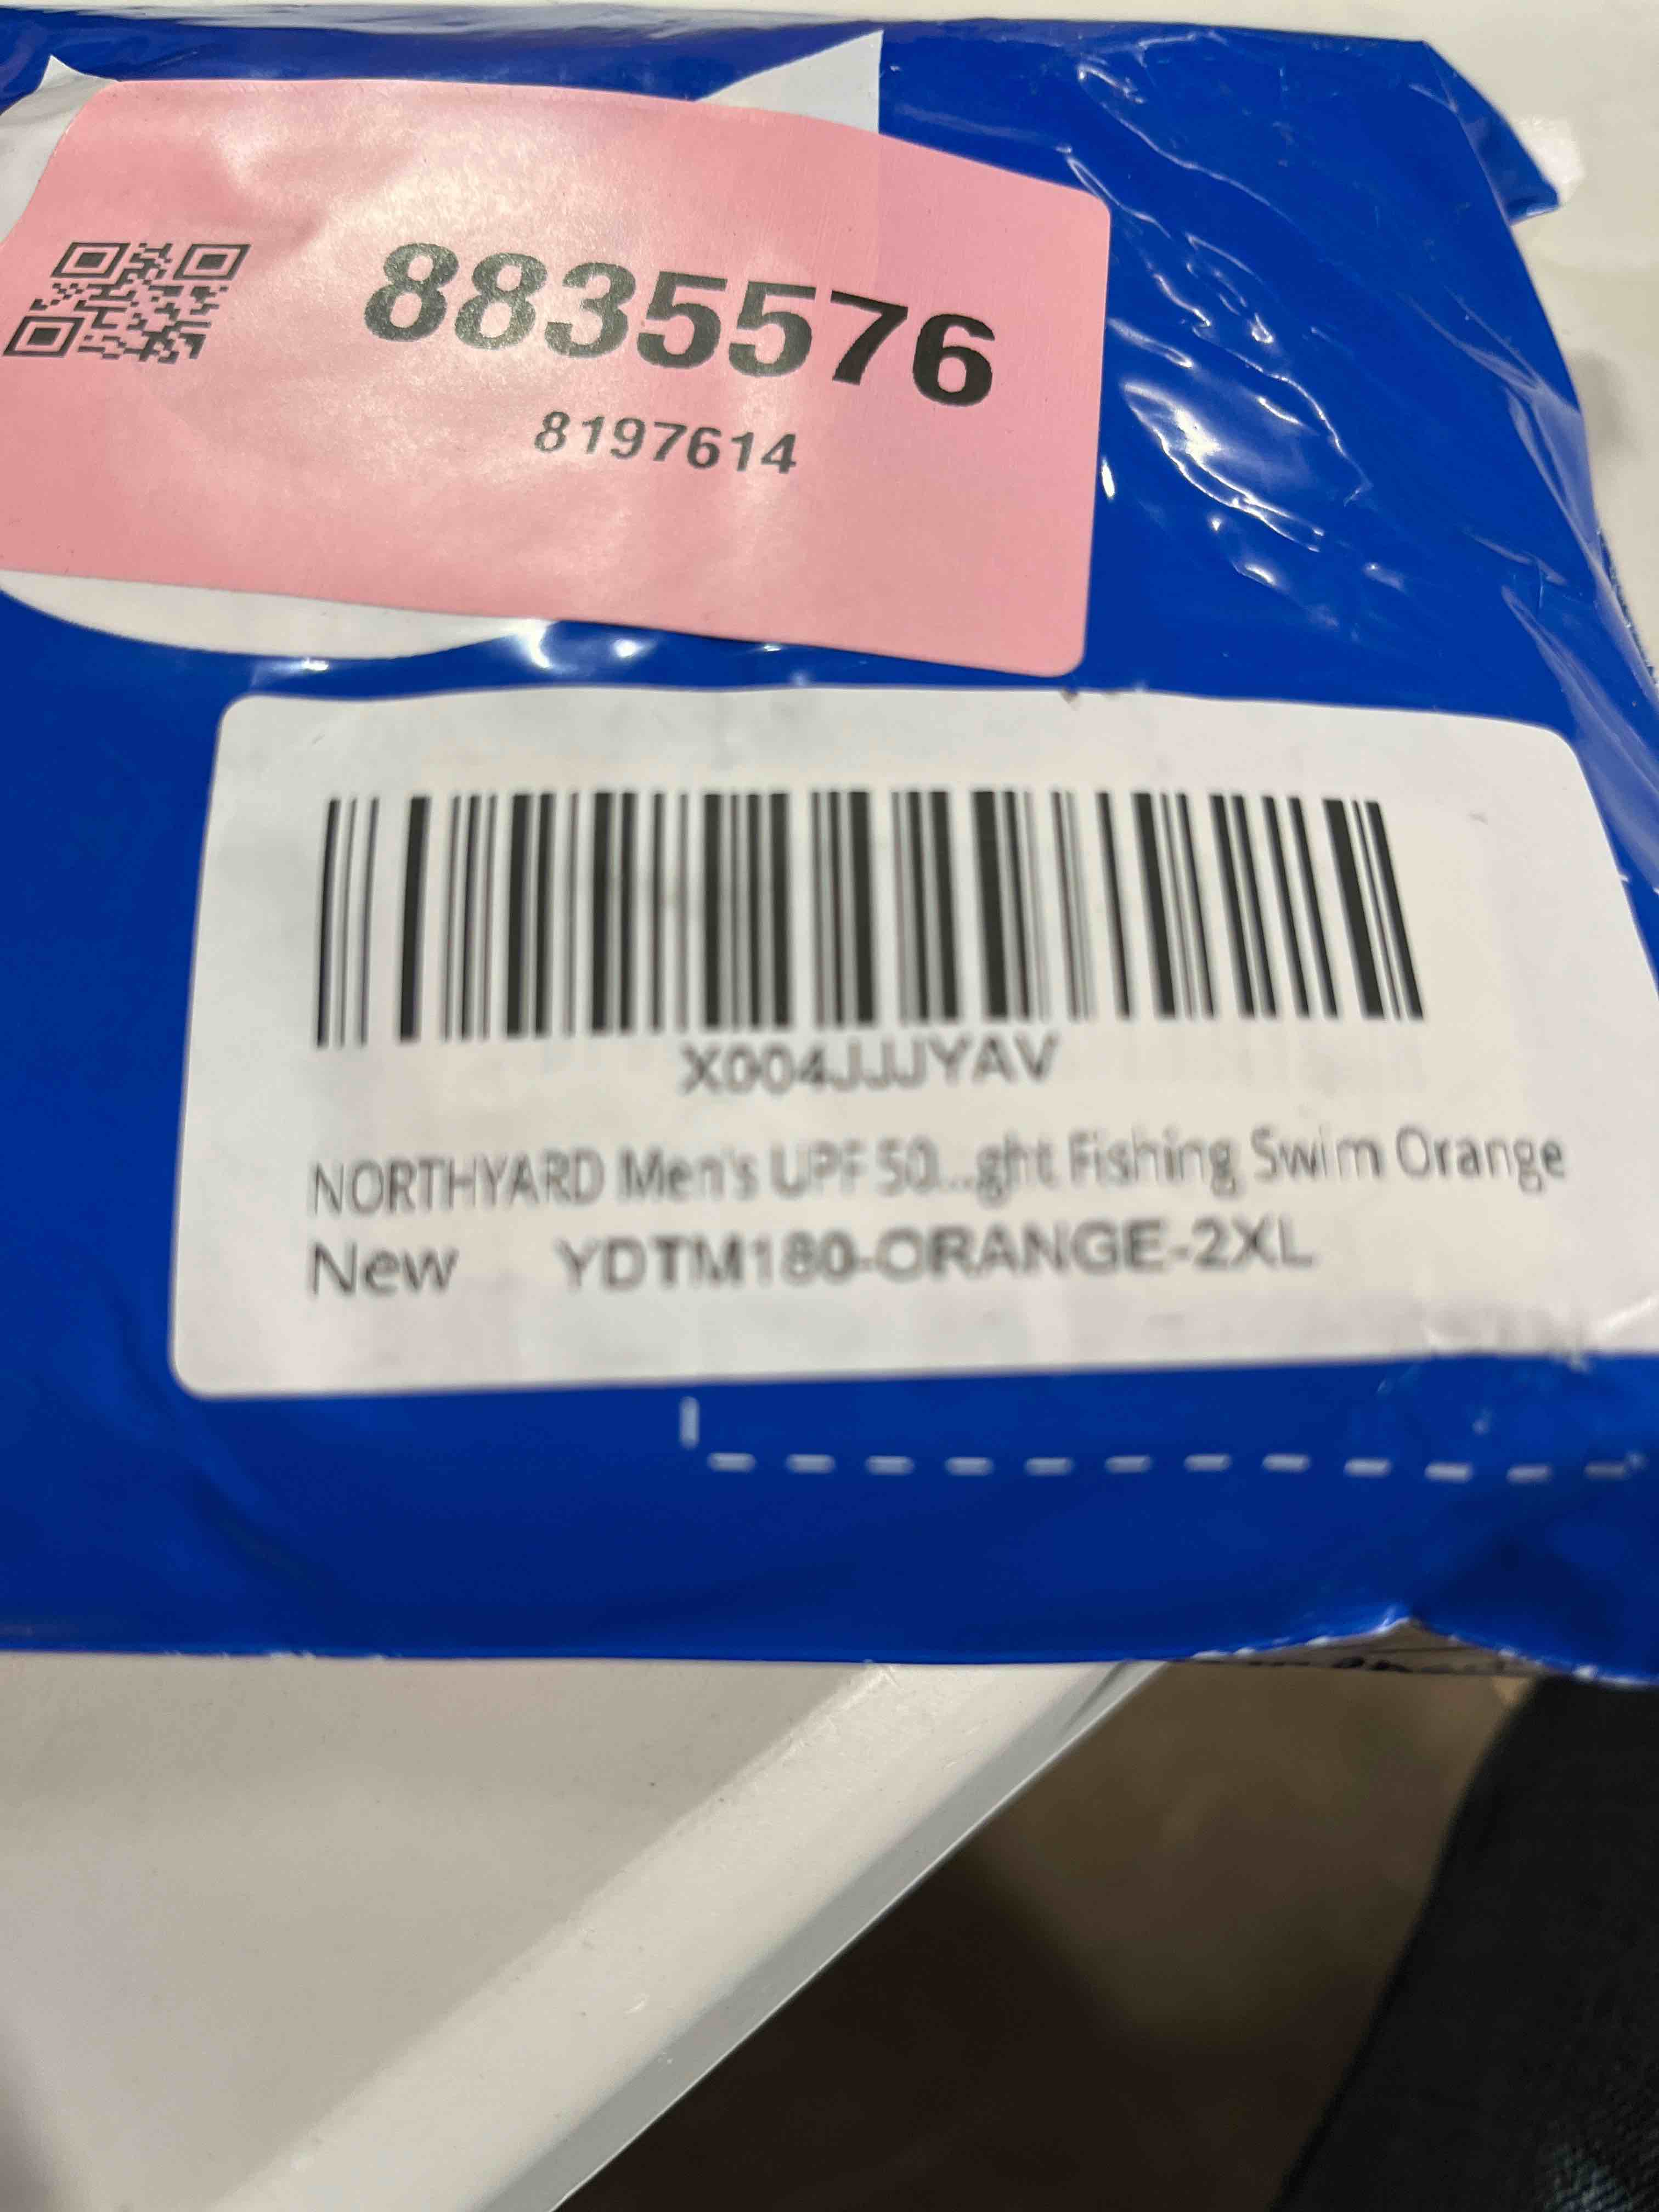 8835576
8197614
X004JJJYAV
NORTHYARD Men's UPF 50...ght Fishing Swim Orange
New YDTM180-ORANGE-2XL